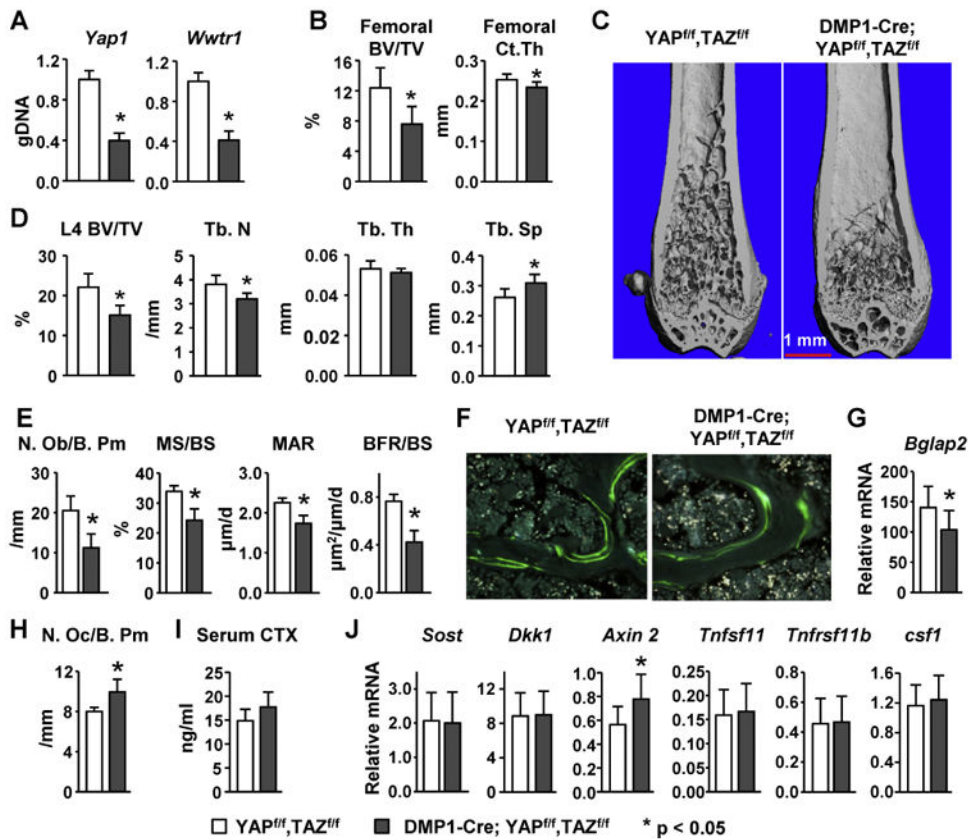 A
Yap1
Wwtr1
gDNA
1.2
0.8
0.4
0.0
1.2
0.8
0.4
0.0
*
*
B
Femoral
BV/TV
Femoral
Ct.Th
%
16
12
8
4
0
*
mm
0.3
0.2
0.1
0.0
*
C
YAPf/f,TAZf/f
DMP1-Cre;
YAPf/f,TAZf/f
1 mm
D
L4 BV/TV
Tb. N
Tb. Th
Tb. Sp
%
30
20
10
0
*
/mm
5
4
3
2
1
0
*
mm
0.06
0.04
0.02
0.00
mm
0.4
0.3
0.2
0.1
0.0
*
E
N. Ob/B. Pm
MS/BS
MAR
BFR/BS
/mm
30
20
10
0
*
%
40
30
20
10
0
*
µm/d
3.0
2.0
1.0
0.0
*
µm2/µm/d
0.8
0.4
0.0
*
F
YAPf/f,TAZf/f
DMP1-Cre;
YAPf/f,TAZf/f
G
Bglap2
Relative mRNA
200
150
100
50
0
*
H
N. Oc/B. Pm
/mm
12
8
4
0
*
I
Serum CTX
ng/ml
25
20
15
10
5
0
J
Sost
Dkk1
Axin 2
Tnfsf11
Tnfrsf11b
csf1
Relative mRNA
3.0
2.0
1.0
0.0
12
8
4
0
1.0
0.8
0.6
0.4
0.2
0.0
*
0.25
0.20
0.15
0.10
0.05
0.00
0.8
0.6
0.4
0.2
0.0
1.5
1.0
0.5
0.0
YAPf/f,TAZf/f
DMP1-Cre; YAPf/f,TAZf/f
* p < 0.05